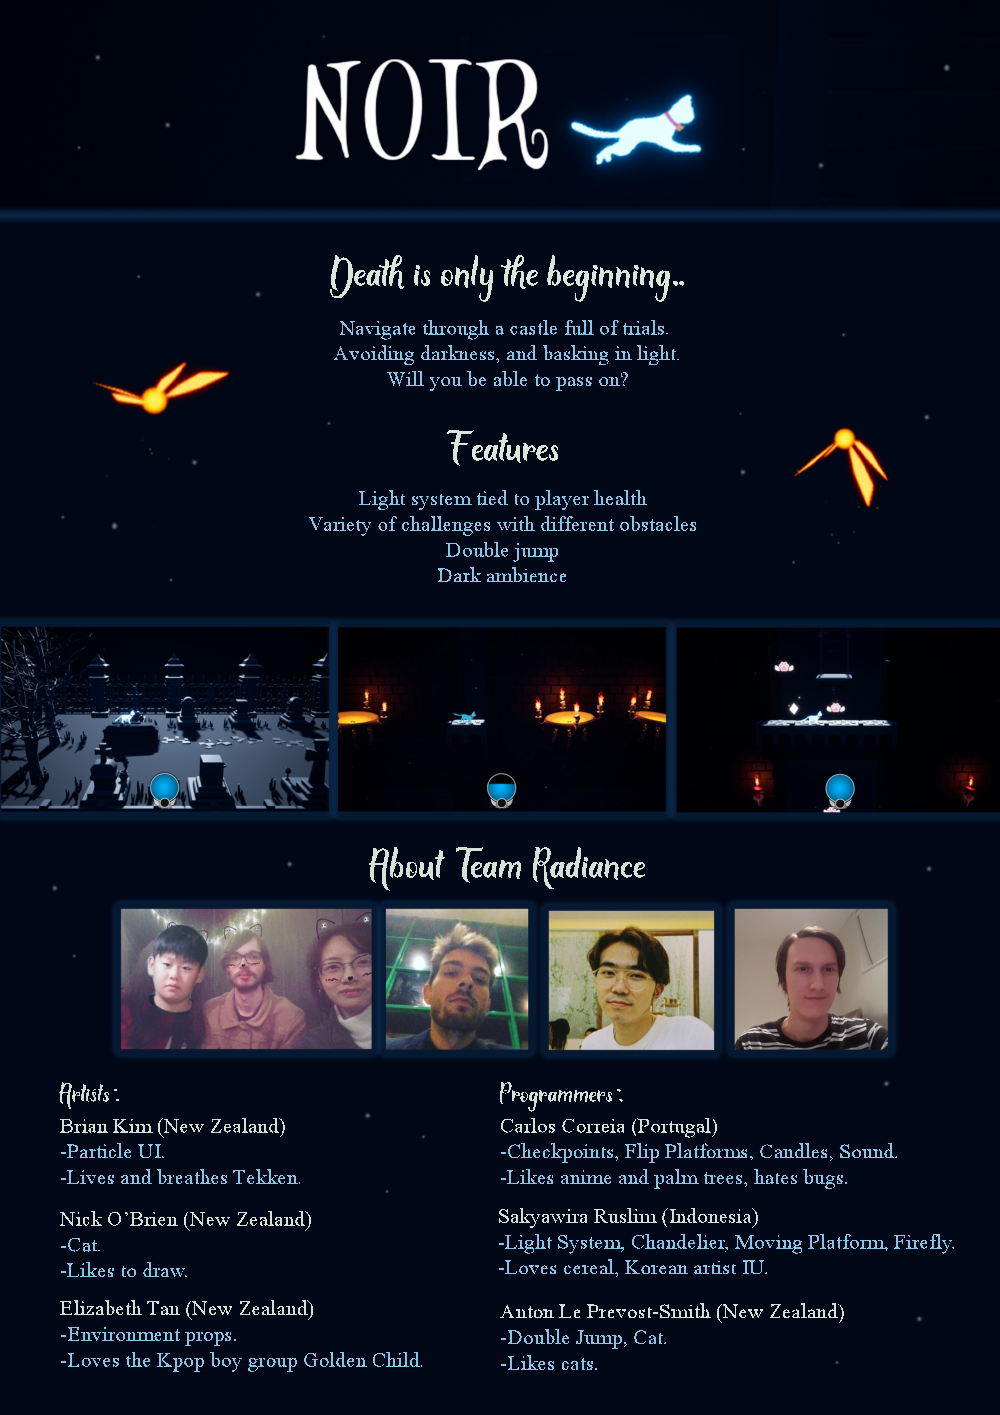 NOIR
Death is only the beginning..
Navigate through a castle full of trials.
Avoiding darkness, and basking in light.
Will you be able to pass on?
Features
Light system tied to player health
Variety of challenges with different obstacles
Double jump
Dark ambience
About Team Radiance
Artists:
Brian Kim (New Zealand)
-Particle UI.
-Lives and breathes Tekken.
Nick O'Brien (New Zealand)
-Cat.
-Likes to draw.
Elizabeth Tan (New Zealand)
-Environment props.
-Loves the Kpop boy group Golden Child.
Programmers:
Carlos Correia (Portugal)
-Checkpoints, Flip Platforms, Candles, Sound.
-Likes anime and palm trees, hates bugs.
Sakyawira Ruslim (Indonesia)
-Light System, Chandelier, Moving Platform, Firefly.
-Loves cereal, Korean artist IU.
Anton Le Prevost-Smith (New Zealand)
-Double Jump, Cat.
-Likes cats.